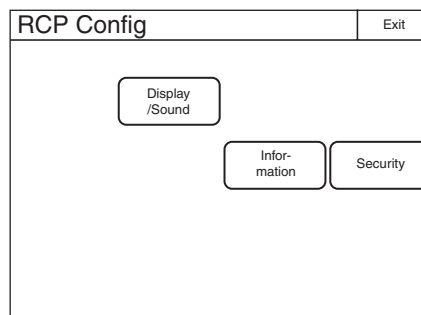 RCP Config
Exit
Display
/Sound
Infor-
mation
Security